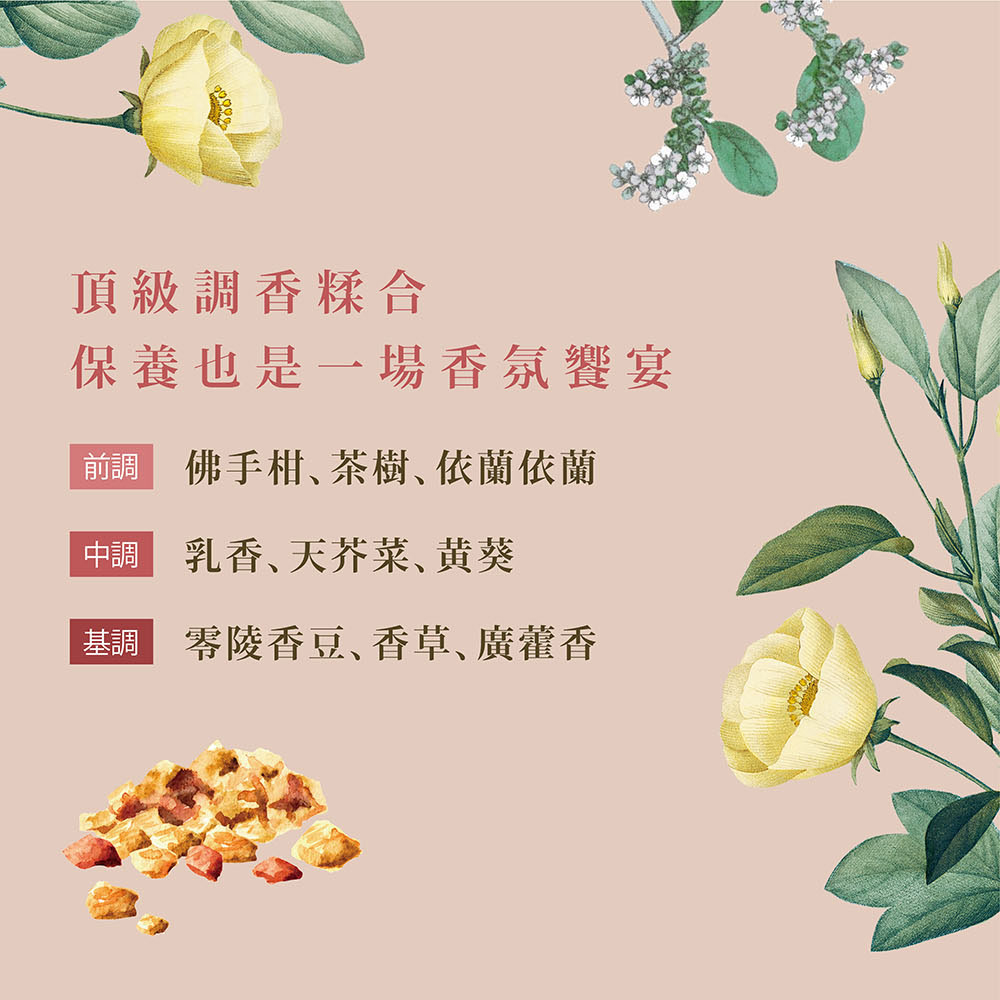 頂級調香糅合
保養也是一場香氛饗宴
前調 佛手柑、茶樹、依蘭依蘭
中調 乳香、天芥菜、黃葵
基調 零陵香豆、香草、廣藿香